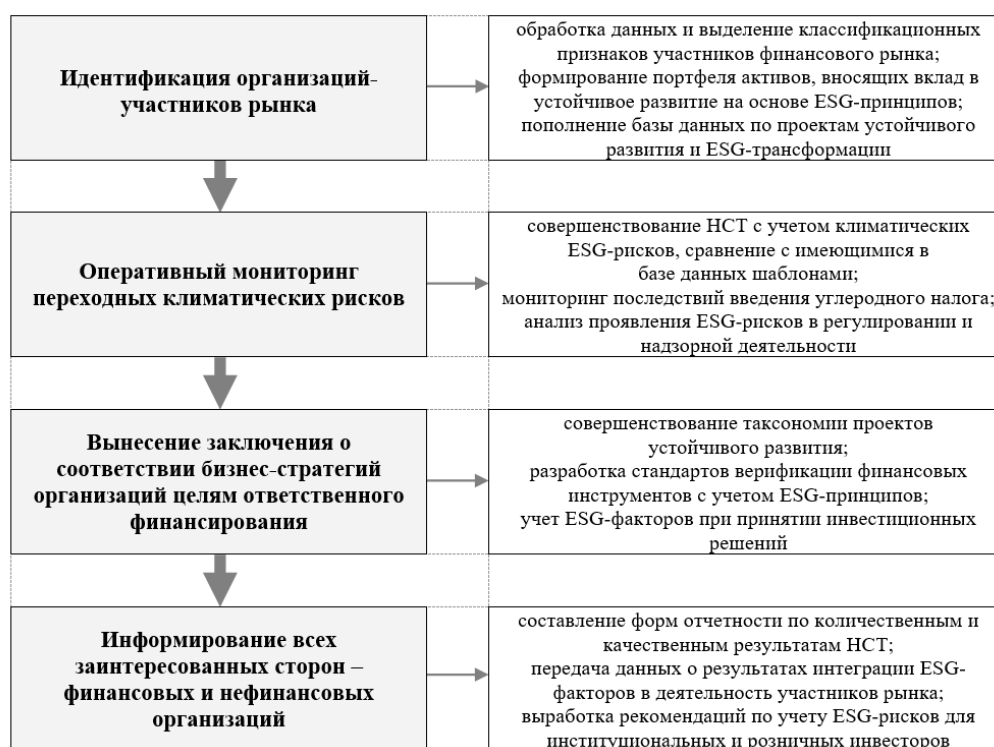 Идентификация организаций-
участников рынка
обработка данных и выделение классификационных
признаков участников финансового рынка;
формирование портфеля активов, вносящих вклад в
устойчивое развитие на основе ESG-принципов;
пополнение базы данных по проектам устойчивого
развития и ESG-трансформации
Оперативный мониторинг
переходных климатических рисков
совершенствование НСТ с учетом климатических
ESG-рисков, сравнение с имеющимися в
базе данных шаблонами;
мониторинг последствий введения углеродного налога;
анализ проявления ESG-рисков в регулировании и
надзорной деятельности
Вынесение заключения о
соответствии бизнес-стратегий
организаций целям ответственного
финансирования
совершенствование таксономии проектов
устойчивого развития;
разработка стандартов верификации финансовых
инструментов с учетом ESG-принципов;
учет ESG-факторов при принятии инвестиционных
решений
Информирование всех
заинтересованных сторон –
финансовых и нефинансовых
организаций
составление форм отчетности по количественным и
качественным результатам НСТ;
передача данных о результатах интеграции ESG-
факторов в деятельность участников рынка;
выработка рекомендаций по учету ESG-рисков для
институциональных и розничных инвесторов